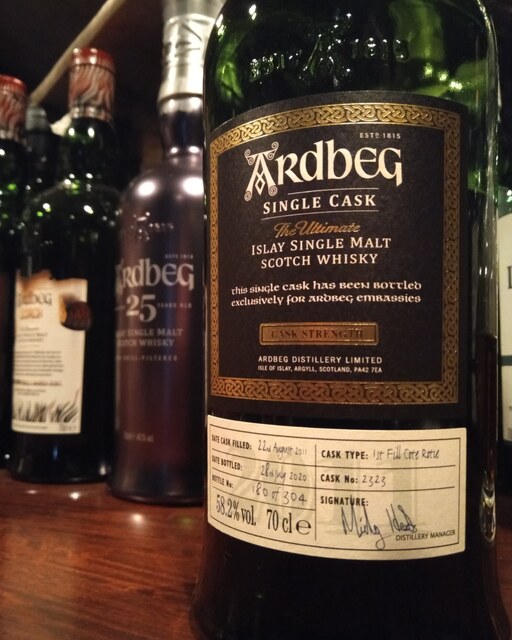 ESTD 1815
ARDBEG
SINGLE CASK
The Ultimate
ISLAY SINGLE MALT
SCOTCH WHISKY
this single cask has been bottled
exclusively for ardbeg embassies
CASK STRENGTH
ARDBEG DISTILLERY LIMITED
ISLE OF ISLAY, ARGYLL, SCOTLAND, PA42 7EA
DATE CASK FILLED: 22nd August 2011
DATE BOTTLED: 28th July 2020
BOTTLE No: 180 of 304
58.2% vol. 70 cl e
CASK TYPE: 1st Fill Cote Rotie
CASK No: 2323
SIGNATURE:
DISTILLERY MANAGER
ARDBEG
25 YEARS OLD
ISLAY SINGLE MALT
SCOTCH WHISKY